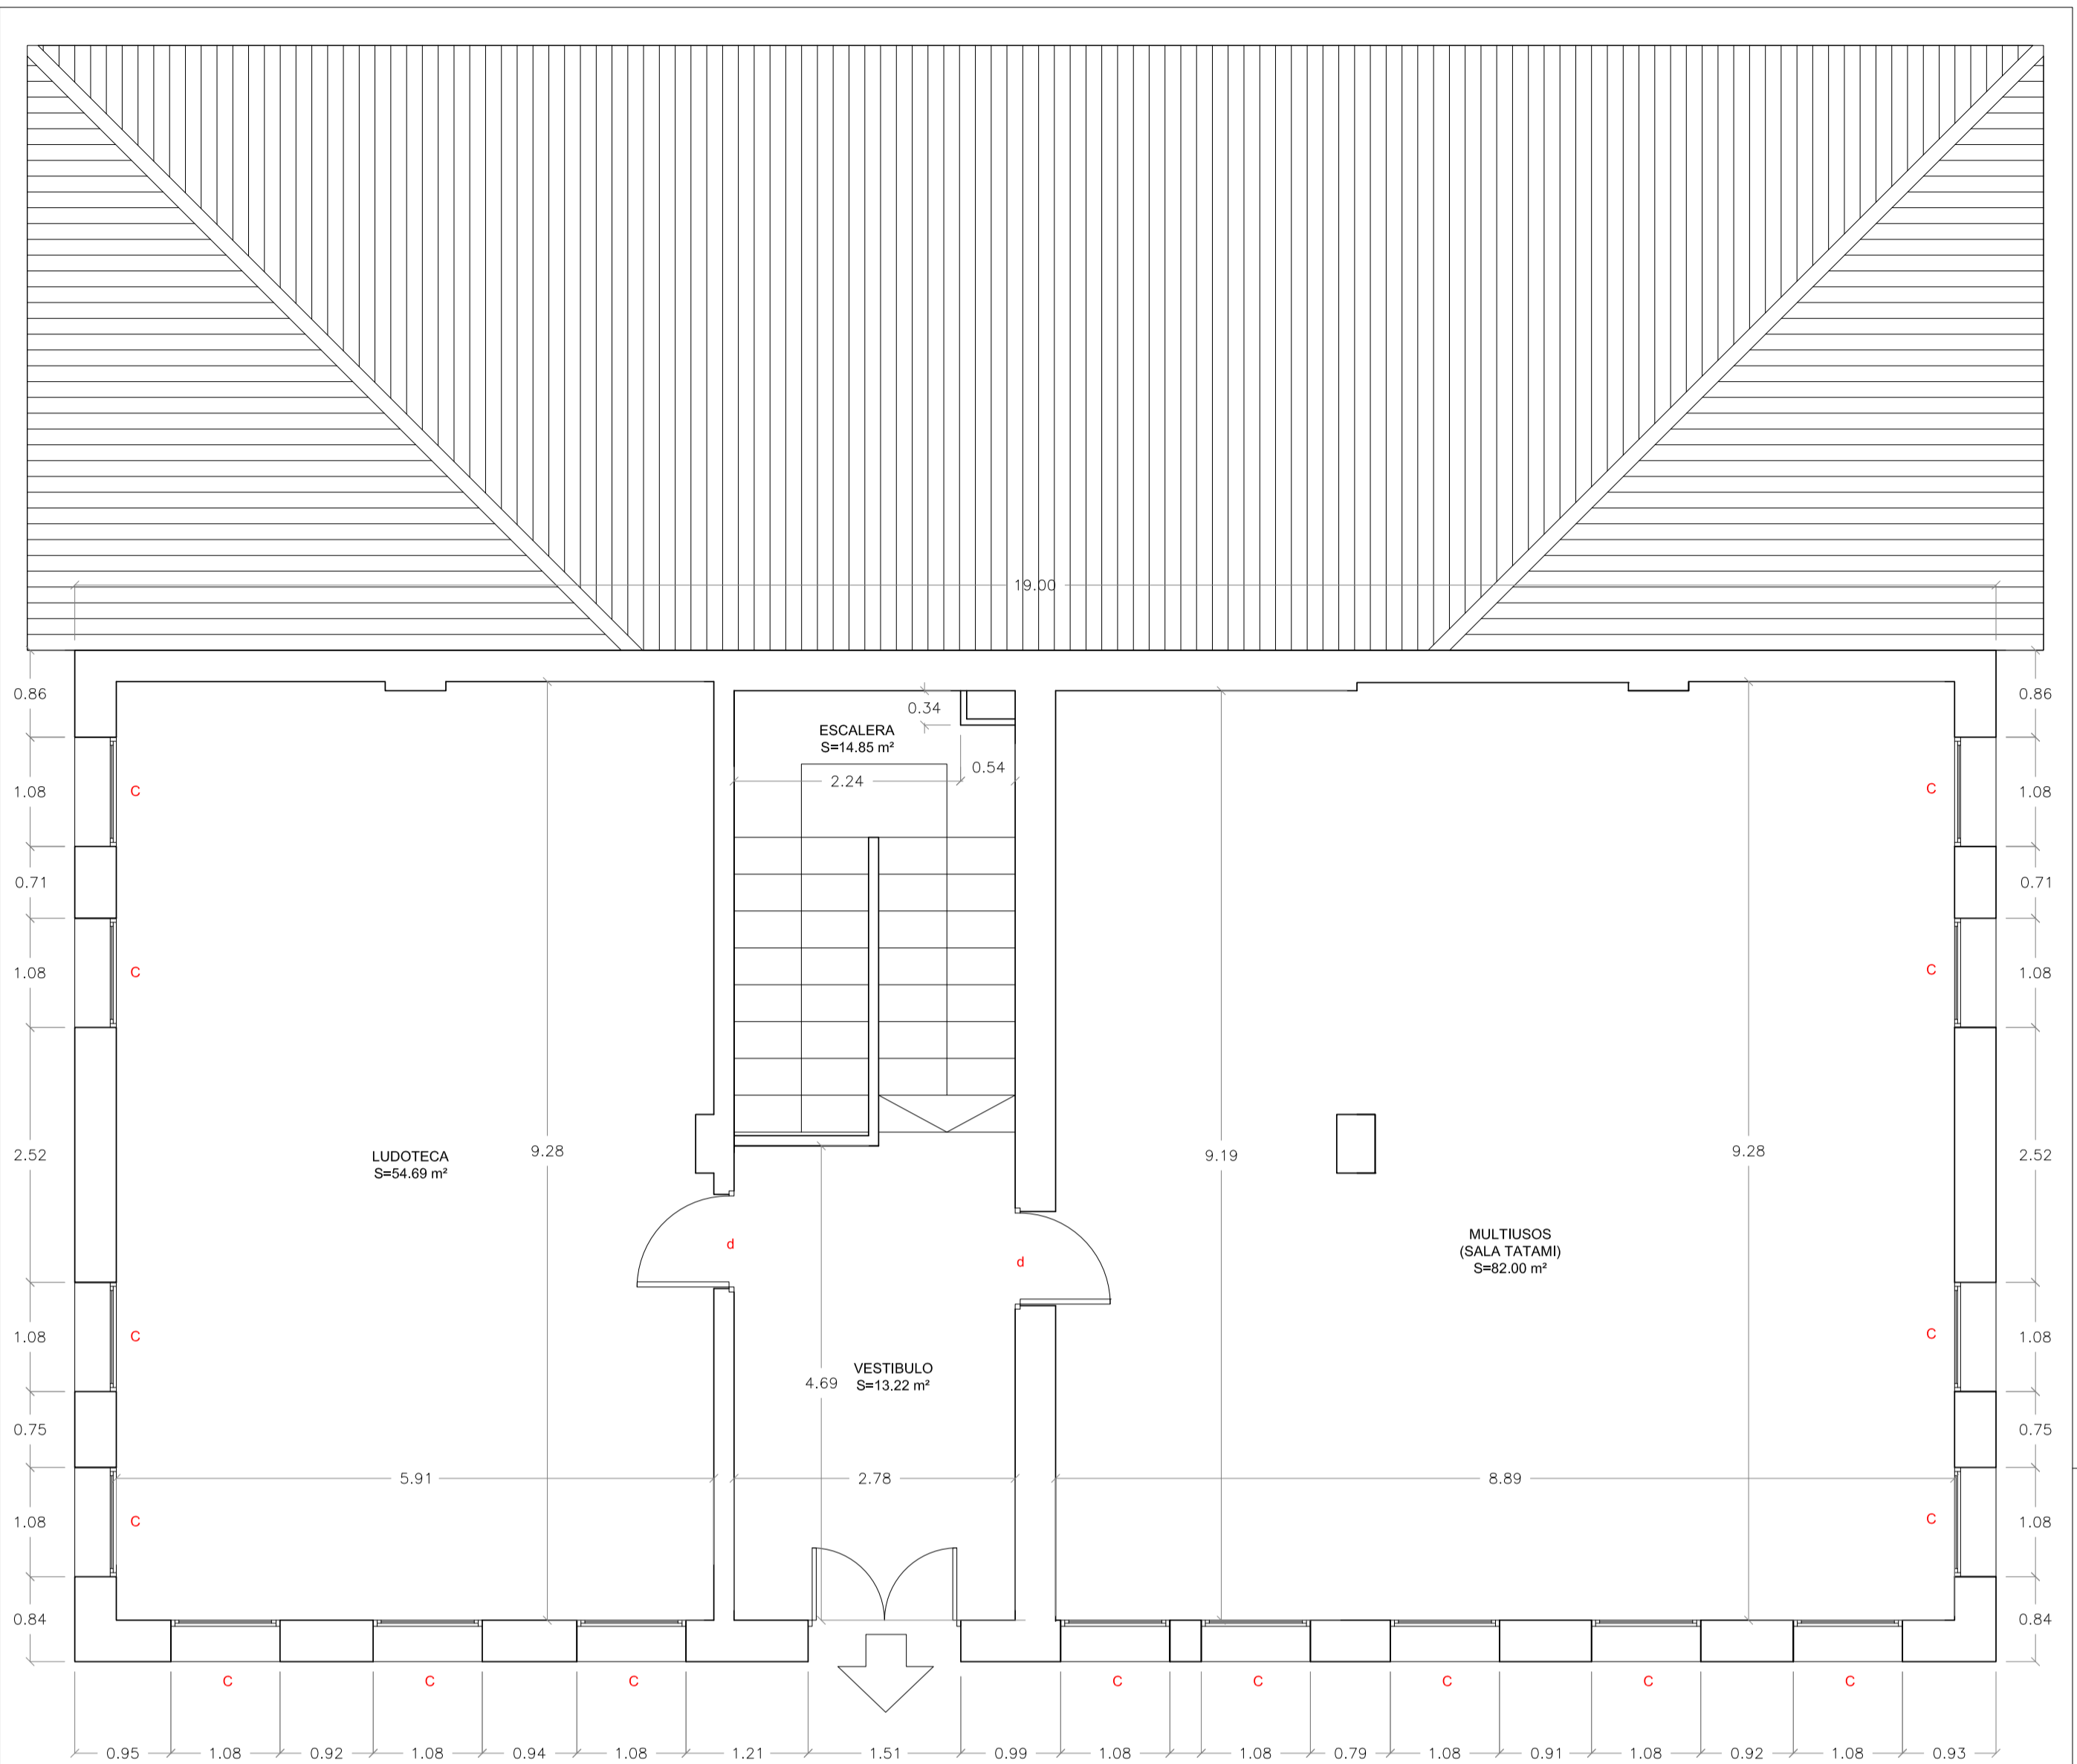 19.00
0.86
0.34
0.86
ESCALERA
S=14.85 m²
2.24
0.54
1.08
C
C
1.08
0.71
0.71
1.08
C
C
1.08
2.52
LUDOTECA
S=54.69 m²
9.28
9.19
9.28
2.52
d
d
MULTIUSOS
(SALA TATAMI)
S=82.00 m²
1.08
C
C
1.08
VESTIBULO
S=13.22 m²
4.69
0.75
0.75
5.91
2.78
8.89
1.08
C
C
1.08
0.84
0.84
C
C
C
C
C
C
C
C
0.95
1.08
0.92
1.08
0.94
1.08
1.21
1.51
0.99
1.08
1.08
0.79
1.08
0.91
1.08
0.92
1.08
0.93